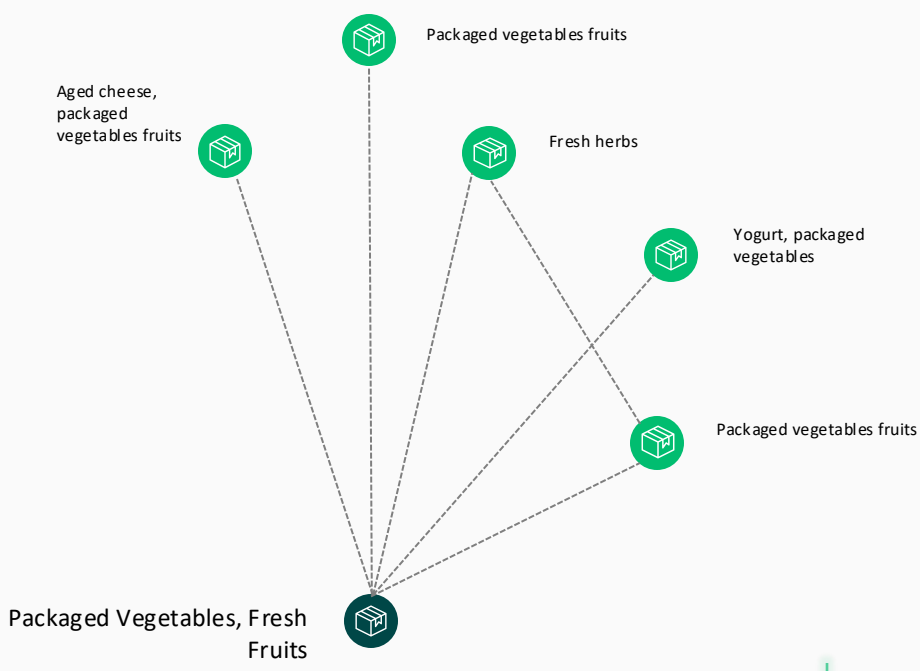 Packaged vegetables fruits
Aged cheese,
packaged
vegetables fruits
Fresh herbs
Yogurt, packaged
vegetables
Packaged vegetables fruits
Packaged Vegetables, Fresh
Fruits